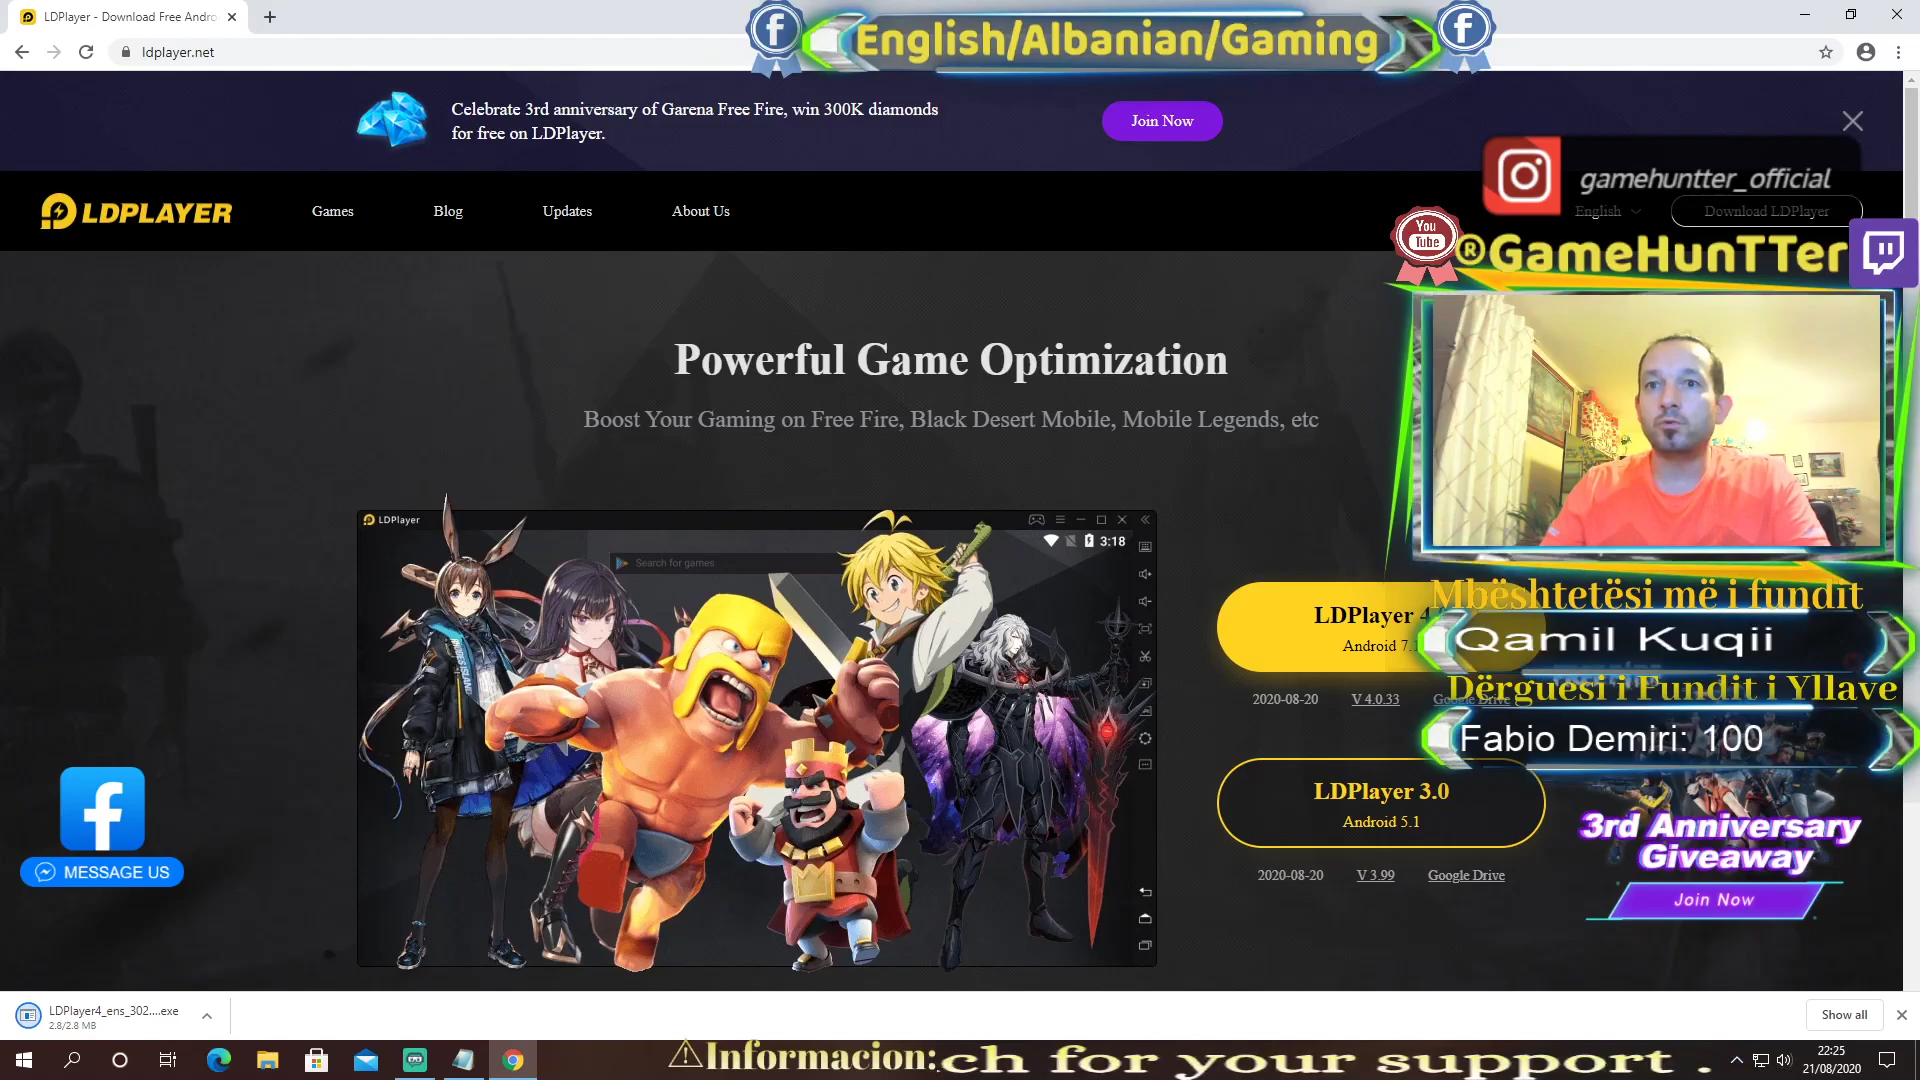 LDPlayer - Download Free Andro
ldplayer.net
English/Albanian/Gaming
Celebrate 3rd anniversary of Garena Free Fire, win 300K diamonds
for free on LDPlayer.
Join Now
gamehuntter_official
LDPLAYER
Games
Blog
Updates
About Us
English
Download LDPlayer
You
Tube
®GameHunTTer
Powerful Game Optimization
Boost Your Gaming on Free Fire, Black Desert Mobile, Mobile Legends, etc
LDPlayer
3:18
Search for games
LDPlayer 4
Android 7.1
Mbështetësi më i fundit
Qamil Kuqii
2020-08-20
V 4.0.33
Google Drive
Dërguesi i Fundit i Yllave
Fabio Demiri: 100
LDPlayer 3.0
Android 5.1
2020-08-20
V 3.99
Google Drive
3rd Anniversary
Giveaway
Join Now
MESSAGE US
LDPlayer4_ens_302....exe
2.8/2.8 MB
Show all
Informacion:
ch for your support .
22:25
21/08/2020